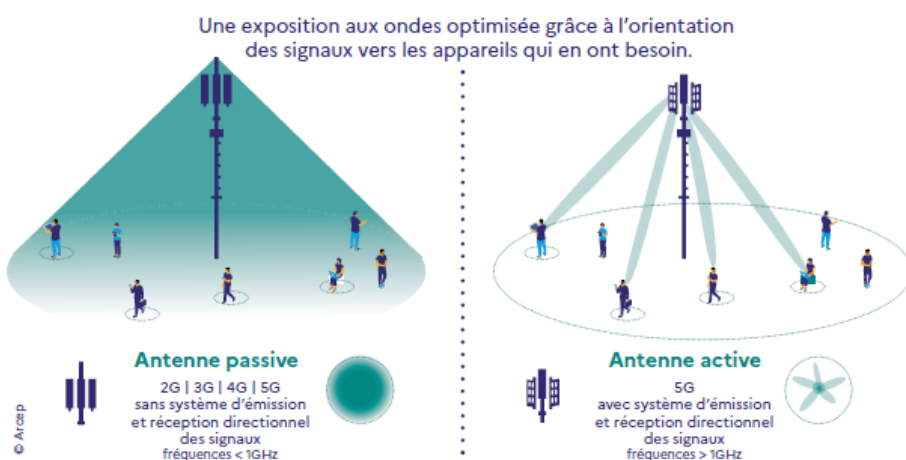 Une exposition aux ondes optimisée grâce à l'orientation
des signaux vers les appareils qui en ont besoin.
Antenne passive
2G | 3G | 4G | 5G
sans système d'émission
et réception directionnel
des signaux
fréquences < 1GHz
Antenne active
5G
avec système d'émission
et réception directionnel
des signaux
fréquences > 1GHz
© Arcep